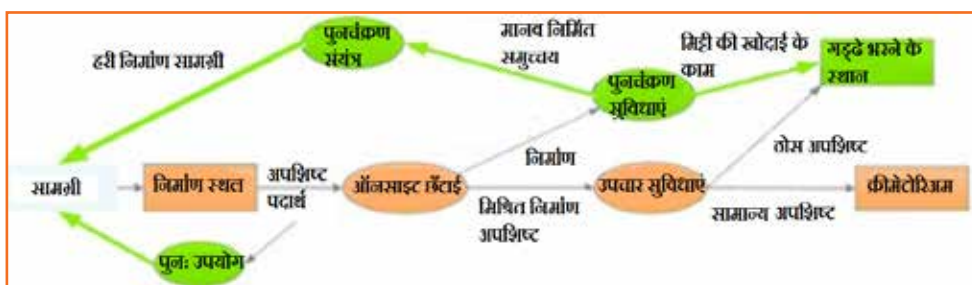 हरी निर्माण सामग्री
पुनर्चक्रण
संयंत्र
मानव निर्मित
समुच्चय
पुनर्चक्रण
सुविधाएं
मिट्टी की खोदाई के
काम
गड्ढे भरने के
स्थान
सामग्री
निर्माण स्थल
अपशिष्ट
पदार्थ
ऑनसाइट छँटाई
निर्माण
मिश्रित निर्माण
अपशिष्ट
उपचार सुविधाएं
ठोस अपशिष्ट
सामान्य अपशिष्ट
क्रीमेटोरिअम
पुनः उपयोग